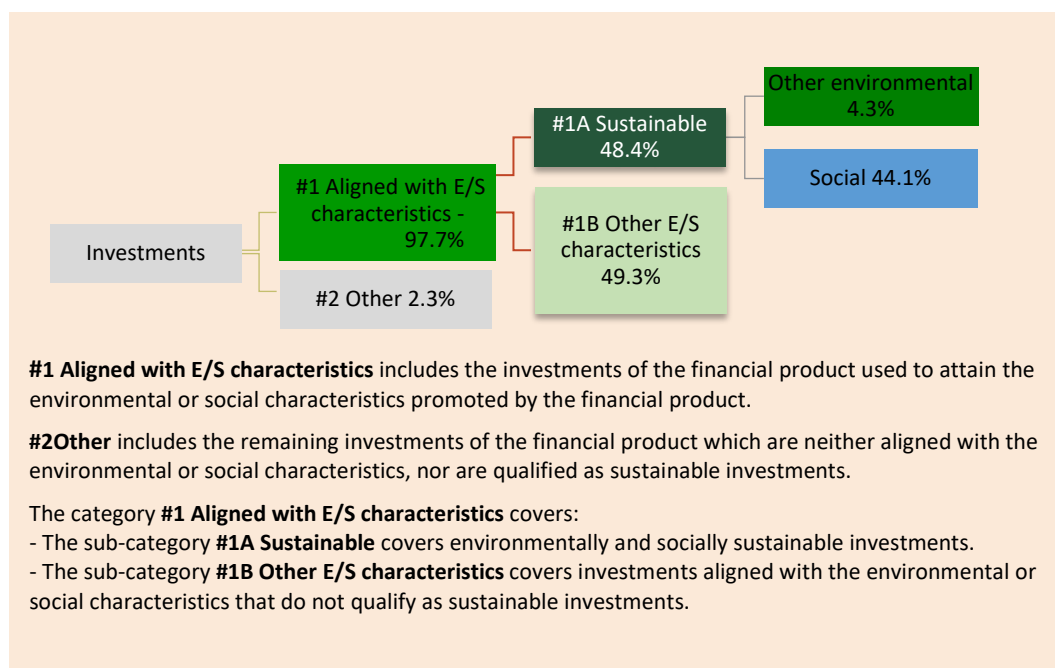 Other environmental
4.3%
#1A Sustainable
48.4%
Social 44.1%
#1 Aligned with E/S
characteristics -
97.7%
#1B Other E/S
characteristics
49.3%
Investments
#2 Other 2.3%
#1 Aligned with E/S characteristics includes the investments of the financial product used to attain the
environmental or social characteristics promoted by the financial product.
#2Other includes the remaining investments of the financial product which are neither aligned with the
environmental or social characteristics, nor are qualified as sustainable investments.
The category #1 Aligned with E/S characteristics covers:
- The sub-category #1A Sustainable covers environmentally and socially sustainable investments.
- The sub-category #1B Other E/S characteristics covers investments aligned with the environmental or
social characteristics that do not qualify as sustainable investments.